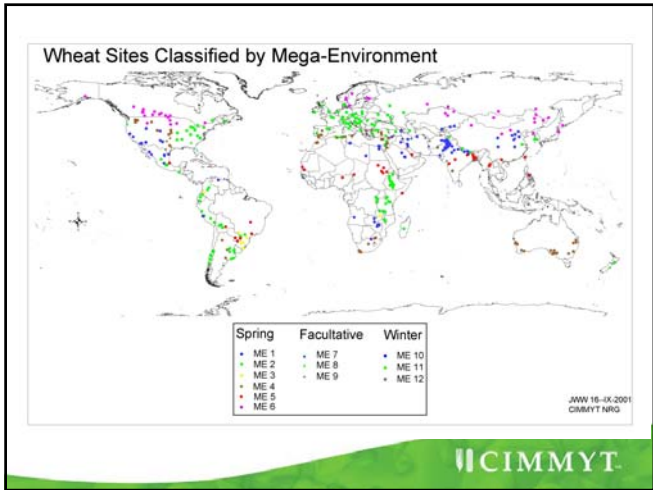 Wheat Sites Classified by Mega-Environment
Spring Facultative Winter
ME 1 ME 7 ME 10
ME 2 ME 8 ME 11
ME 3 ME 9 ME 12
ME 4
ME 5
ME 6
JWW 16-IX-2001
CIMMYT NRG
CIMMYT